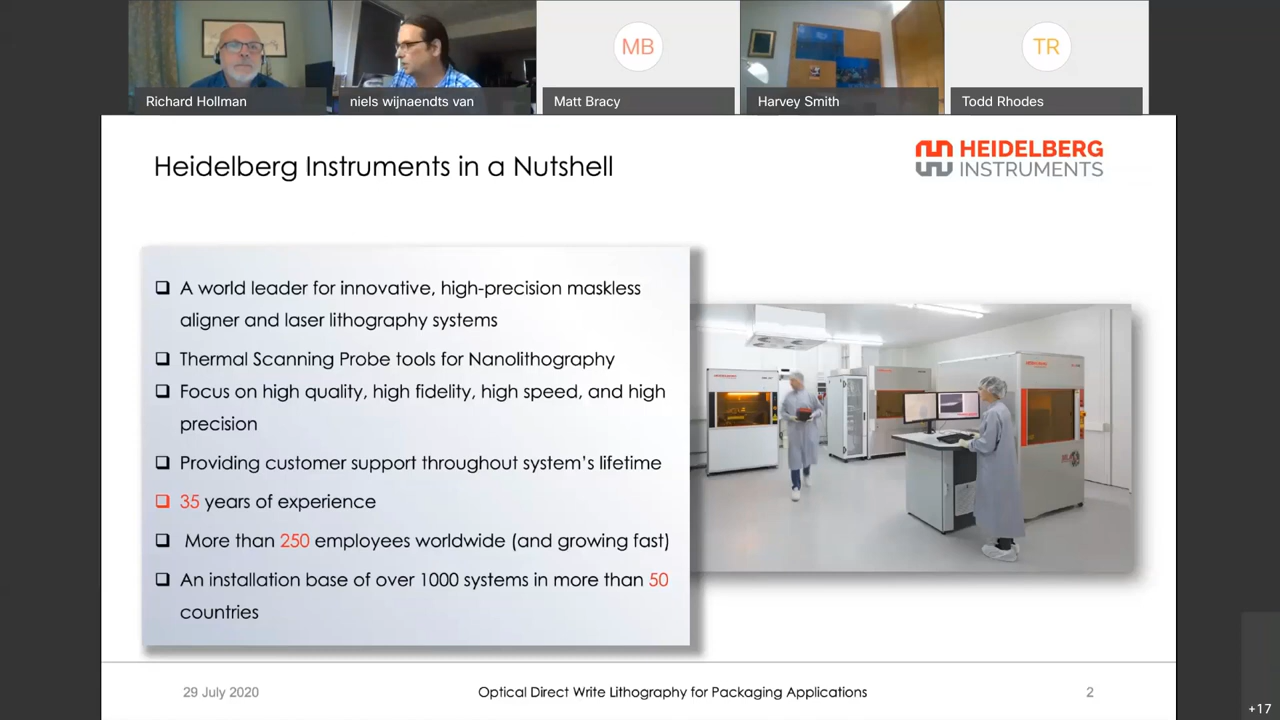 MB
TR
Richard Hollman
niels wijnaendts van
Matt Bracy
Harvey Smith
Todd Rhodes
Heidelberg Instruments in a Nutshell
HEIDELBERG
INSTRUMENTS
❑ A world leader for innovative, high-precision maskless
aligner and laser lithography systems
❑ Thermal Scanning Probe tools for Nanolithography
❑ Focus on high quality, high fidelity, high speed, and high
precision
❑ Providing customer support throughout system's lifetime
❑ 35 years of experience
❑ More than 250 employees worldwide (and growing fast)
❑ An installation base of over 1000 systems in more than 50
countries
29 July 2020
Optical Direct Write Lithography for Packaging Applications
2
+17